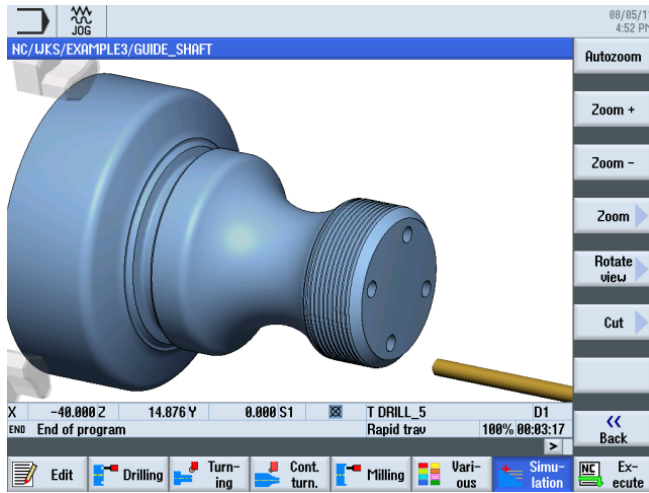 JOG
08/05/1
4:52 PM
NC/WKS/EXAMPLE3/GUIDE_SHAFT
Autozoom
Zoom +
Zoom -
Zoom
Rotate
view
Cut
X -40.000 Z 14.876 Y 0.000 S1 T DRILL_5 D1
END End of program Rapid trav 100% 00:03:17
<<
Back
>
Edit
Drilling
Turn-
ing
Cont.
turn.
Milling
Vari-
ous
Simu-
lation
NC
Ex-
ecute